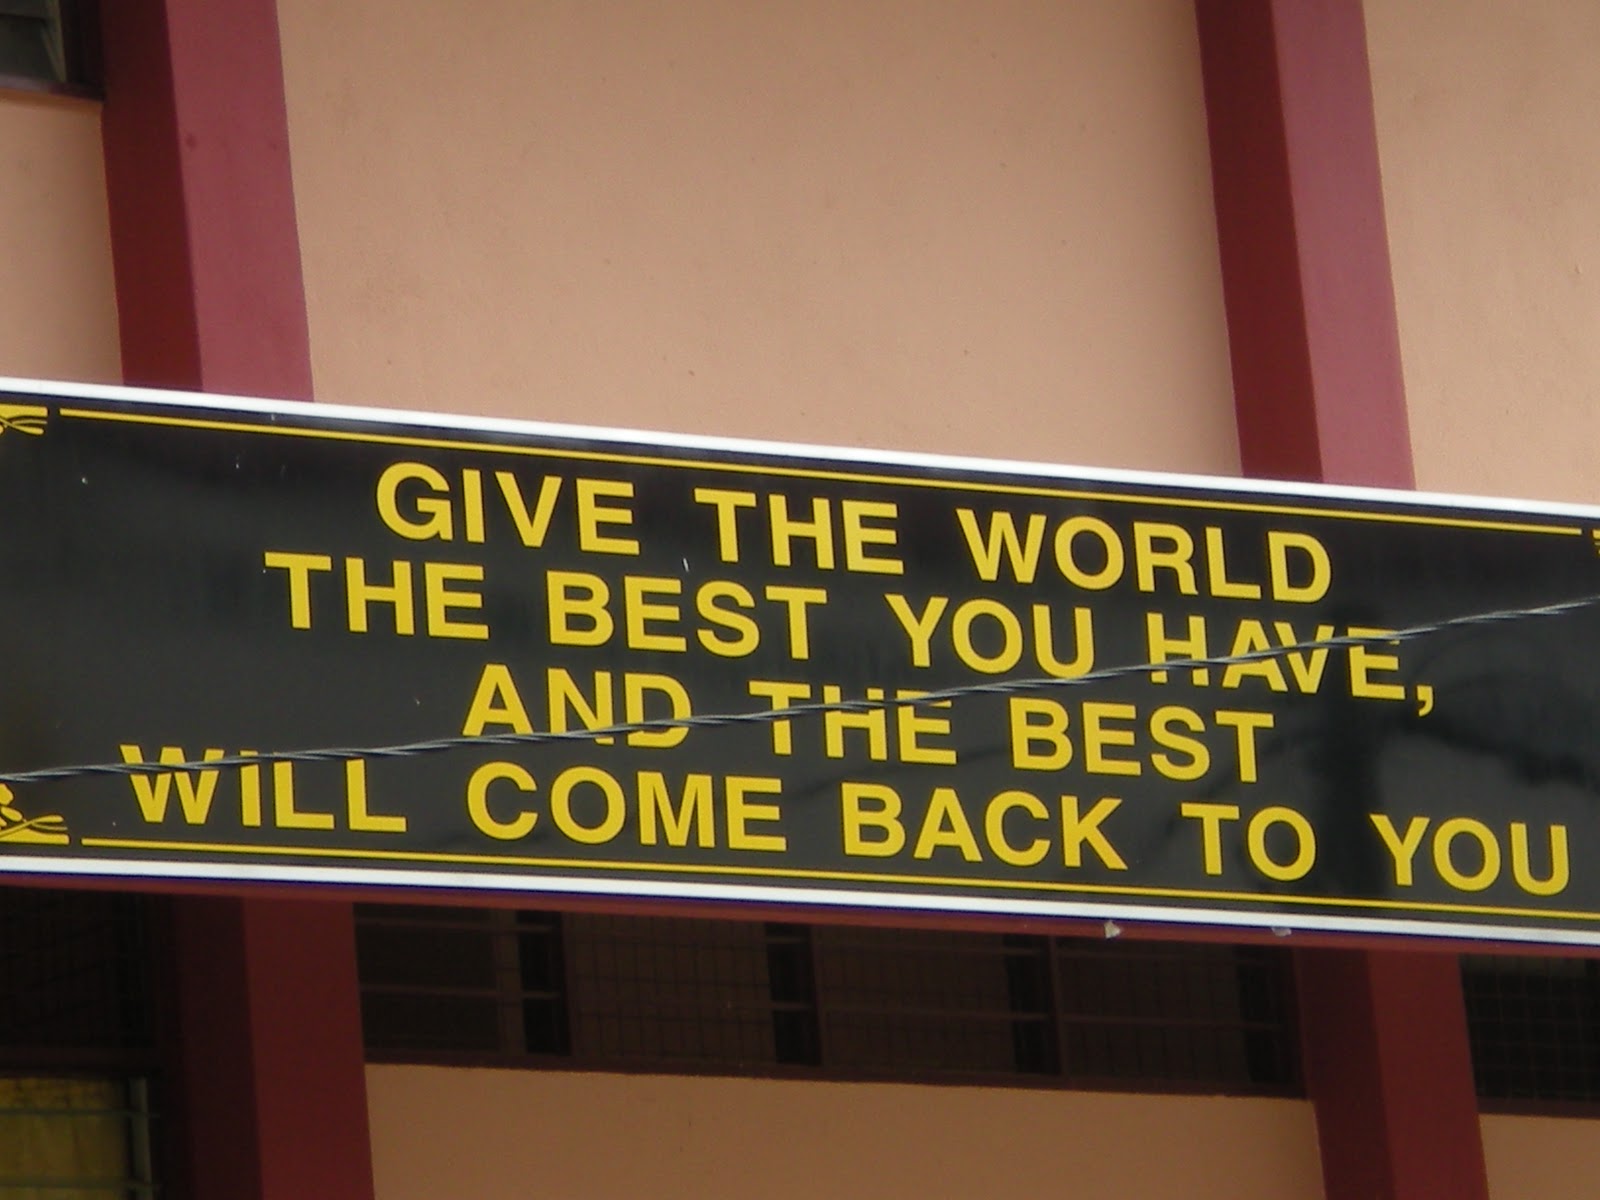 GIVE THE WORLD
THE BEST YOU HAVE,
AND THE BEST
WILL COME BACK TO YOU